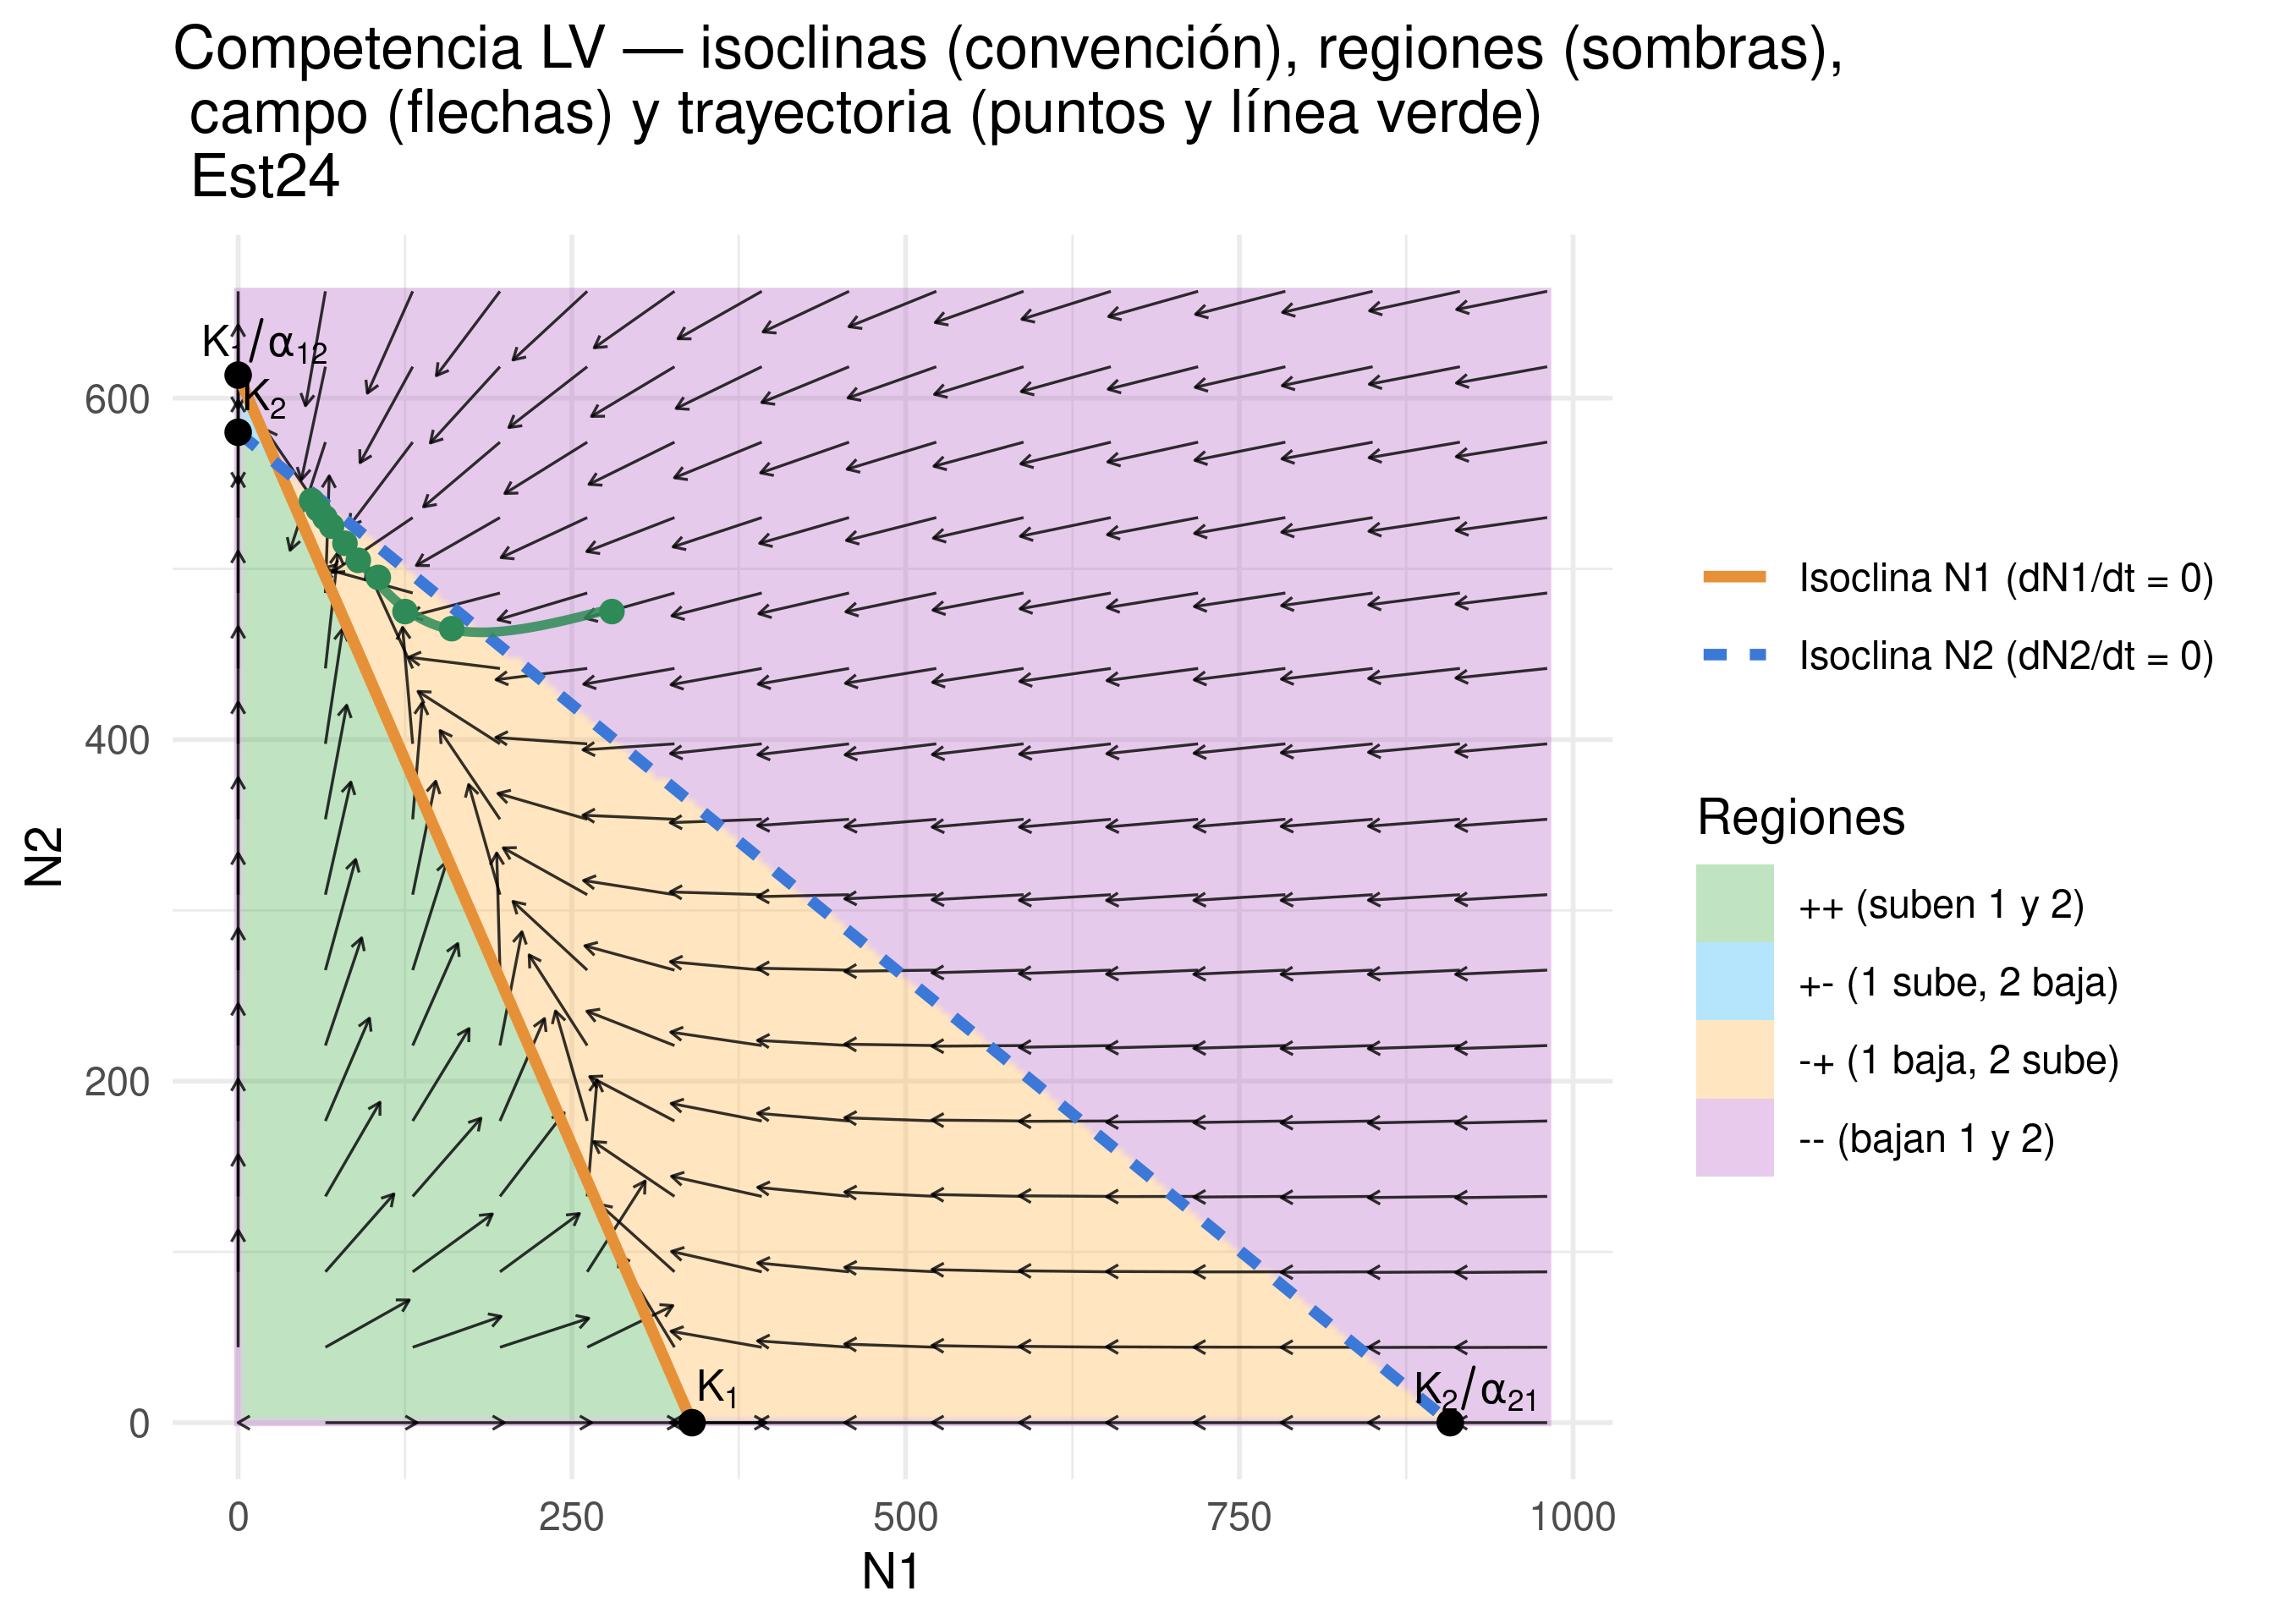 Competencia LV — isoclinas (convención), regiones (sombras),
campo (flechas) y trayectoria (puntos y línea verde)
Est24
K₁/α₁₂
K₂
600
400
200
0
N2
K₁
K₂/α₂₁
0
250
500
750
1000
N1
Isoclina N1 (dN1/dt = 0)
Isoclina N2 (dN2/dt = 0)
Regiones
++ (suben 1 y 2)
+- (1 sube, 2 baja)
-+ (1 baja, 2 sube)
-- (bajan 1 y 2)